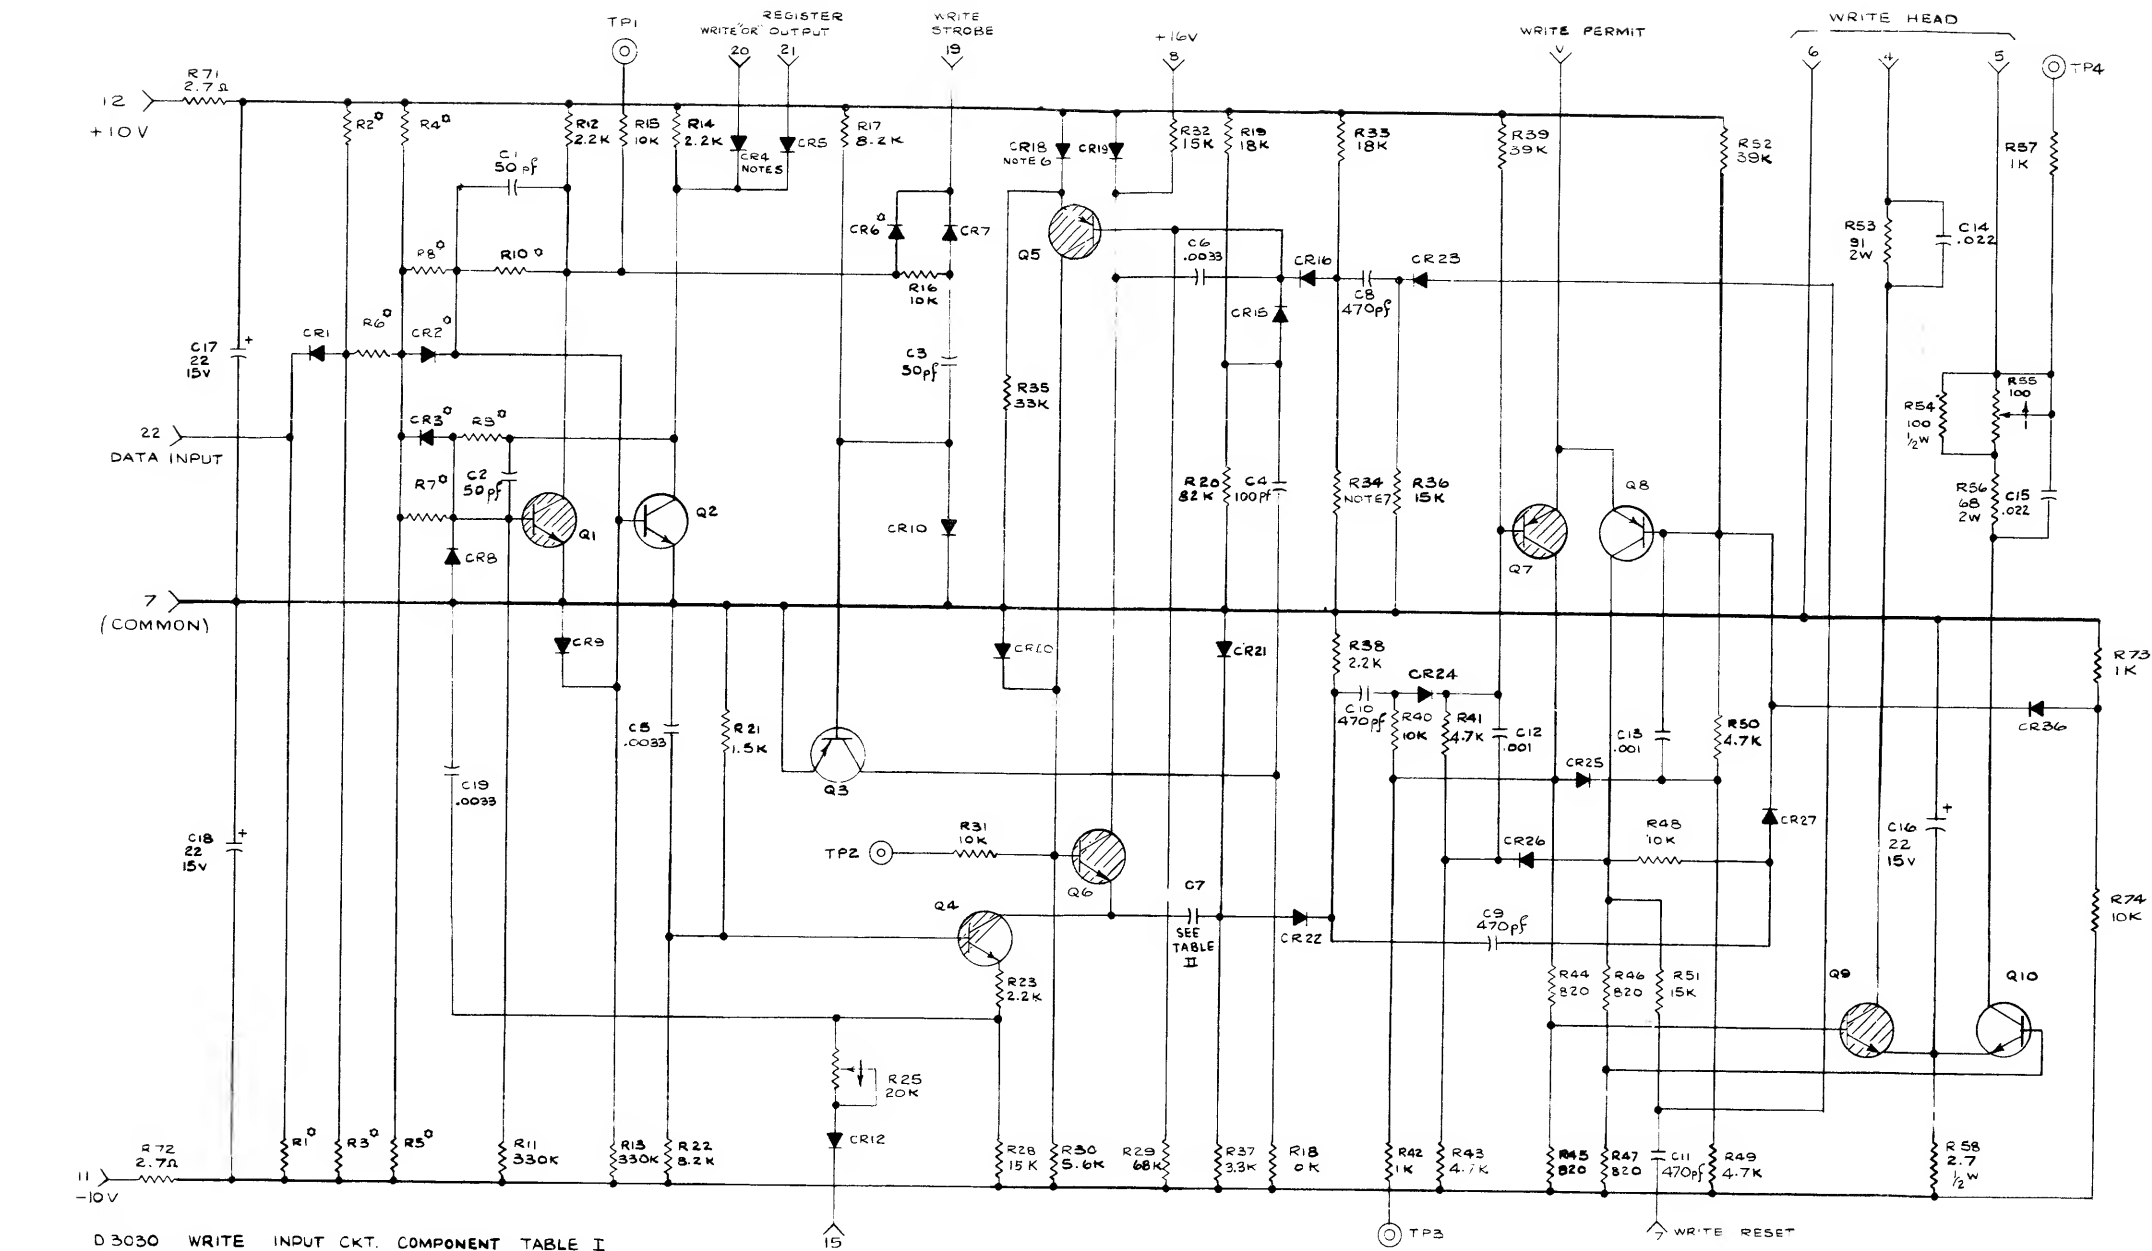 TP1
REGISTER
WRITE "OR" OUTPUT
20 21
WRITE
STROBE
19
+16V
8
WRITE PERMIT
V
WRITE HEAD
6 4 5
TP4
12
+10V
R71
2.7Ω
R2
R4
R12
2.2K
R15
10K
R14
2.2K
CR4
NOTE5
CR5
R17
8.2K
CR18
NOTE 6
CR19
R32
15K
R19
18K
R33
18K
R39
39K
R52
39K
R57
1K
C1
50pf
R8
R10
CR6
CR7
R16
10K
Q5
C6
.0033
CR16
C8
470pf
CR23
CR15
R53
91
2W
C14
.022
C17
22
15V
CR1
R6
CR2
C3
50pf
R35
33K
R54
100
1/2W
R55
100
22
DATA INPUT
CR3
R9
R7
C2
50pf
Q1
Q2
CR8
CR10
R20
82K
C4
100pf
R34
NOTE7
R36
15K
Q7
Q8
R56
68
2W
C15
.022
7
(COMMON)
CR9
C5
.0033
R21
1.5K
Q3
CR21
R38
2.2K
CR24
C10
470pf
R40
10K
R41
4.7K
C12
.001
C13
.001
R50
4.7K
CR25
R73
1K
CR36
C19
.0033
C18
22
15V
TP2
R31
10K
Q6
Q4
C7
SEE
TABLE
II
CR22
CR26
R48
10K
CR27
C9
470pf
C16
22
15V
R74
10K
R23
2.2K
R44
820
R46
820
R51
15K
Q9
Q10
R25
20K
CR12
11
-10V
R72
2.7Ω
R1
R3
R5
R11
330K
R13
330K
R22
8.2K
R28
15K
R30
5.6K
R29
68K
R37
3.3K
R18
R42
1K
R43
4.7K
R45
820
R47
820
C11
470pf
R49
4.7K
R58
2.7
1/2W
15
TP3
WRITE RESET
D3030 WRITE INPUT CKT. COMPONENT TABLE I